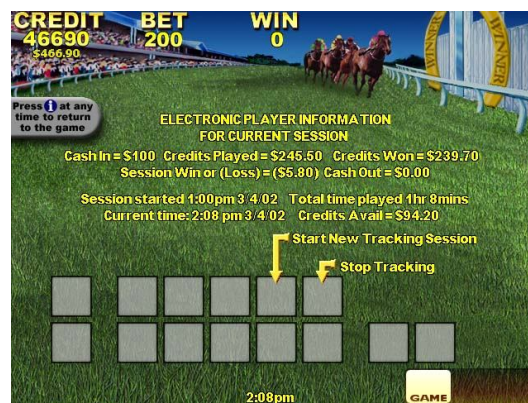 CREDIT BET WIN
46690 200 0
$466.90
WINNER WINNER
Press i at any
time to return
to the game
ELECTRONIC PLAYER INFORMATION
FOR CURRENT SESSION
Cash In = $100 Credits Played = $245.50 Credits Won = $239.70
Session Win or (Loss) = ($5.80) Cash Out = $0.00
Session started 1:00pm 3/4/02 Total time played 1hr 8mins
Current time: 2:08 pm 3/4/02 Credits Avail = $94.20
Start New Tracking Session
Stop Tracking
GAME
2:08pm